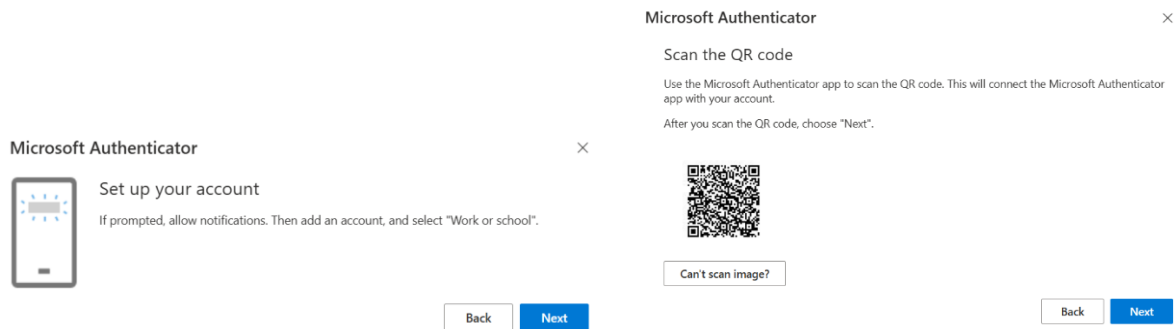 Microsoft Authenticator
Set up your account
If prompted, allow notifications. Then add an account, and select "Work or school".
Back
Next
Microsoft Authenticator
Scan the QR code
Use the Microsoft Authenticator app to scan the QR code. This will connect the Microsoft Authenticator
app with your account.
After you scan the QR code, choose "Next".
Can't scan image?
Back
Next